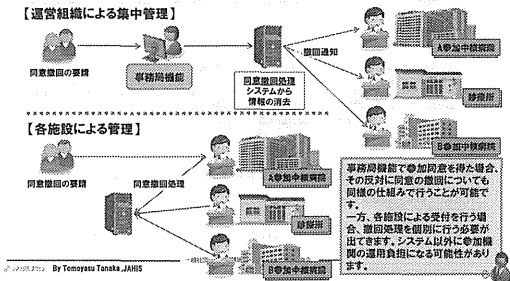 【運営組織による集中管理】
撤回通知
A参加中核病院
同意撤回の要請
事務局機能
同意撤回処理
システムから
情報の消去
診療所
B参加中核病院
【各施設による管理】
同意撤回の要請
同意撤回処理
A参加中核病院
診療所
B参加中核病院
事務局機能で参加同意を得た場合、
その反対に同意の撤回についても
同様の仕組みで行うことが可能で
す。
一方、各施設による受付を行う場
合、撤回処理を個別に行う必要が
出てきます。システム以外に参加機
関の運用負担になる可能性があり
ます。
By Tomoyasu Tanaka,JAHIS